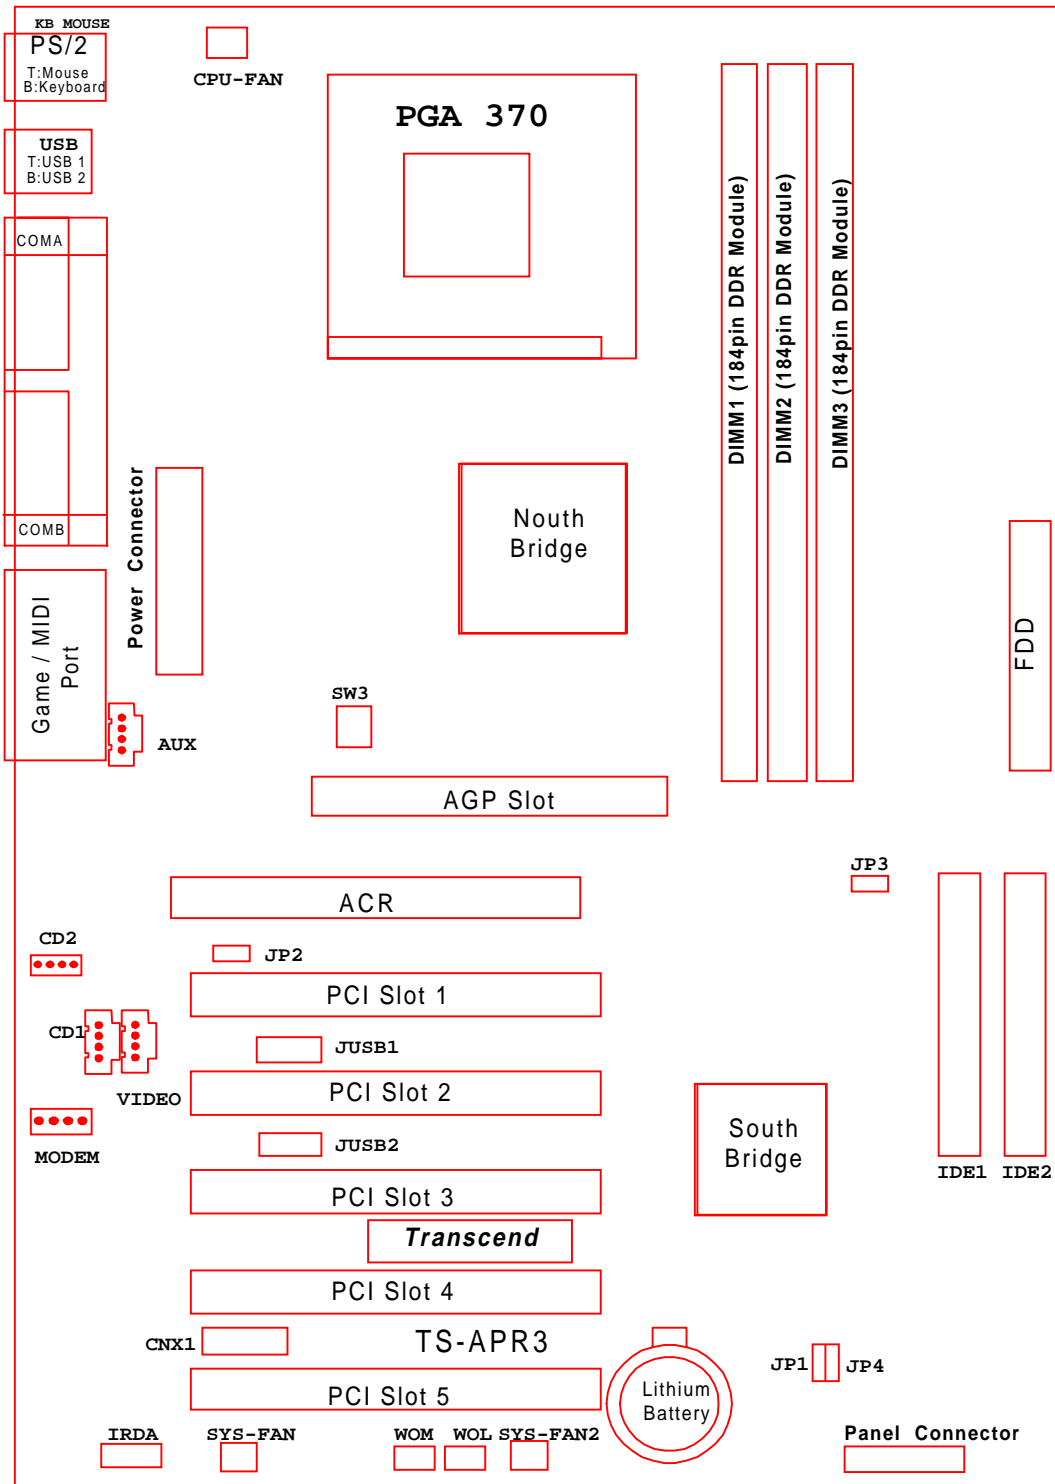 KB MOUSE
PS/2
T:Mouse
B:Keyboard
CPU-FAN
PGA 370
USB
T:USB 1
B:USB 2
COMA
COMB
DIMM1 (184pin DDR Module)
DIMM2 (184pin DDR Module)
DIMM3 (184pin DDR Module)
Power Connector
Nouth
Bridge
FDD
Game / MIDI
Port
SW3
AUX
AGP Slot
JP3
ACR
CD2
JP2
PCI Slot 1
CD1
JUSB1
VIDEO
PCI Slot 2
MODEM
JUSB2
South
Bridge
IDE1
IDE2
PCI Slot 3
Transcend
PCI Slot 4
CNX1
TS-APR3
JP1
JP4
PCI Slot 5
Lithium
Battery
IRDA
SYS-FAN
WOM
WOL
SYS-FAN2
Panel Connector